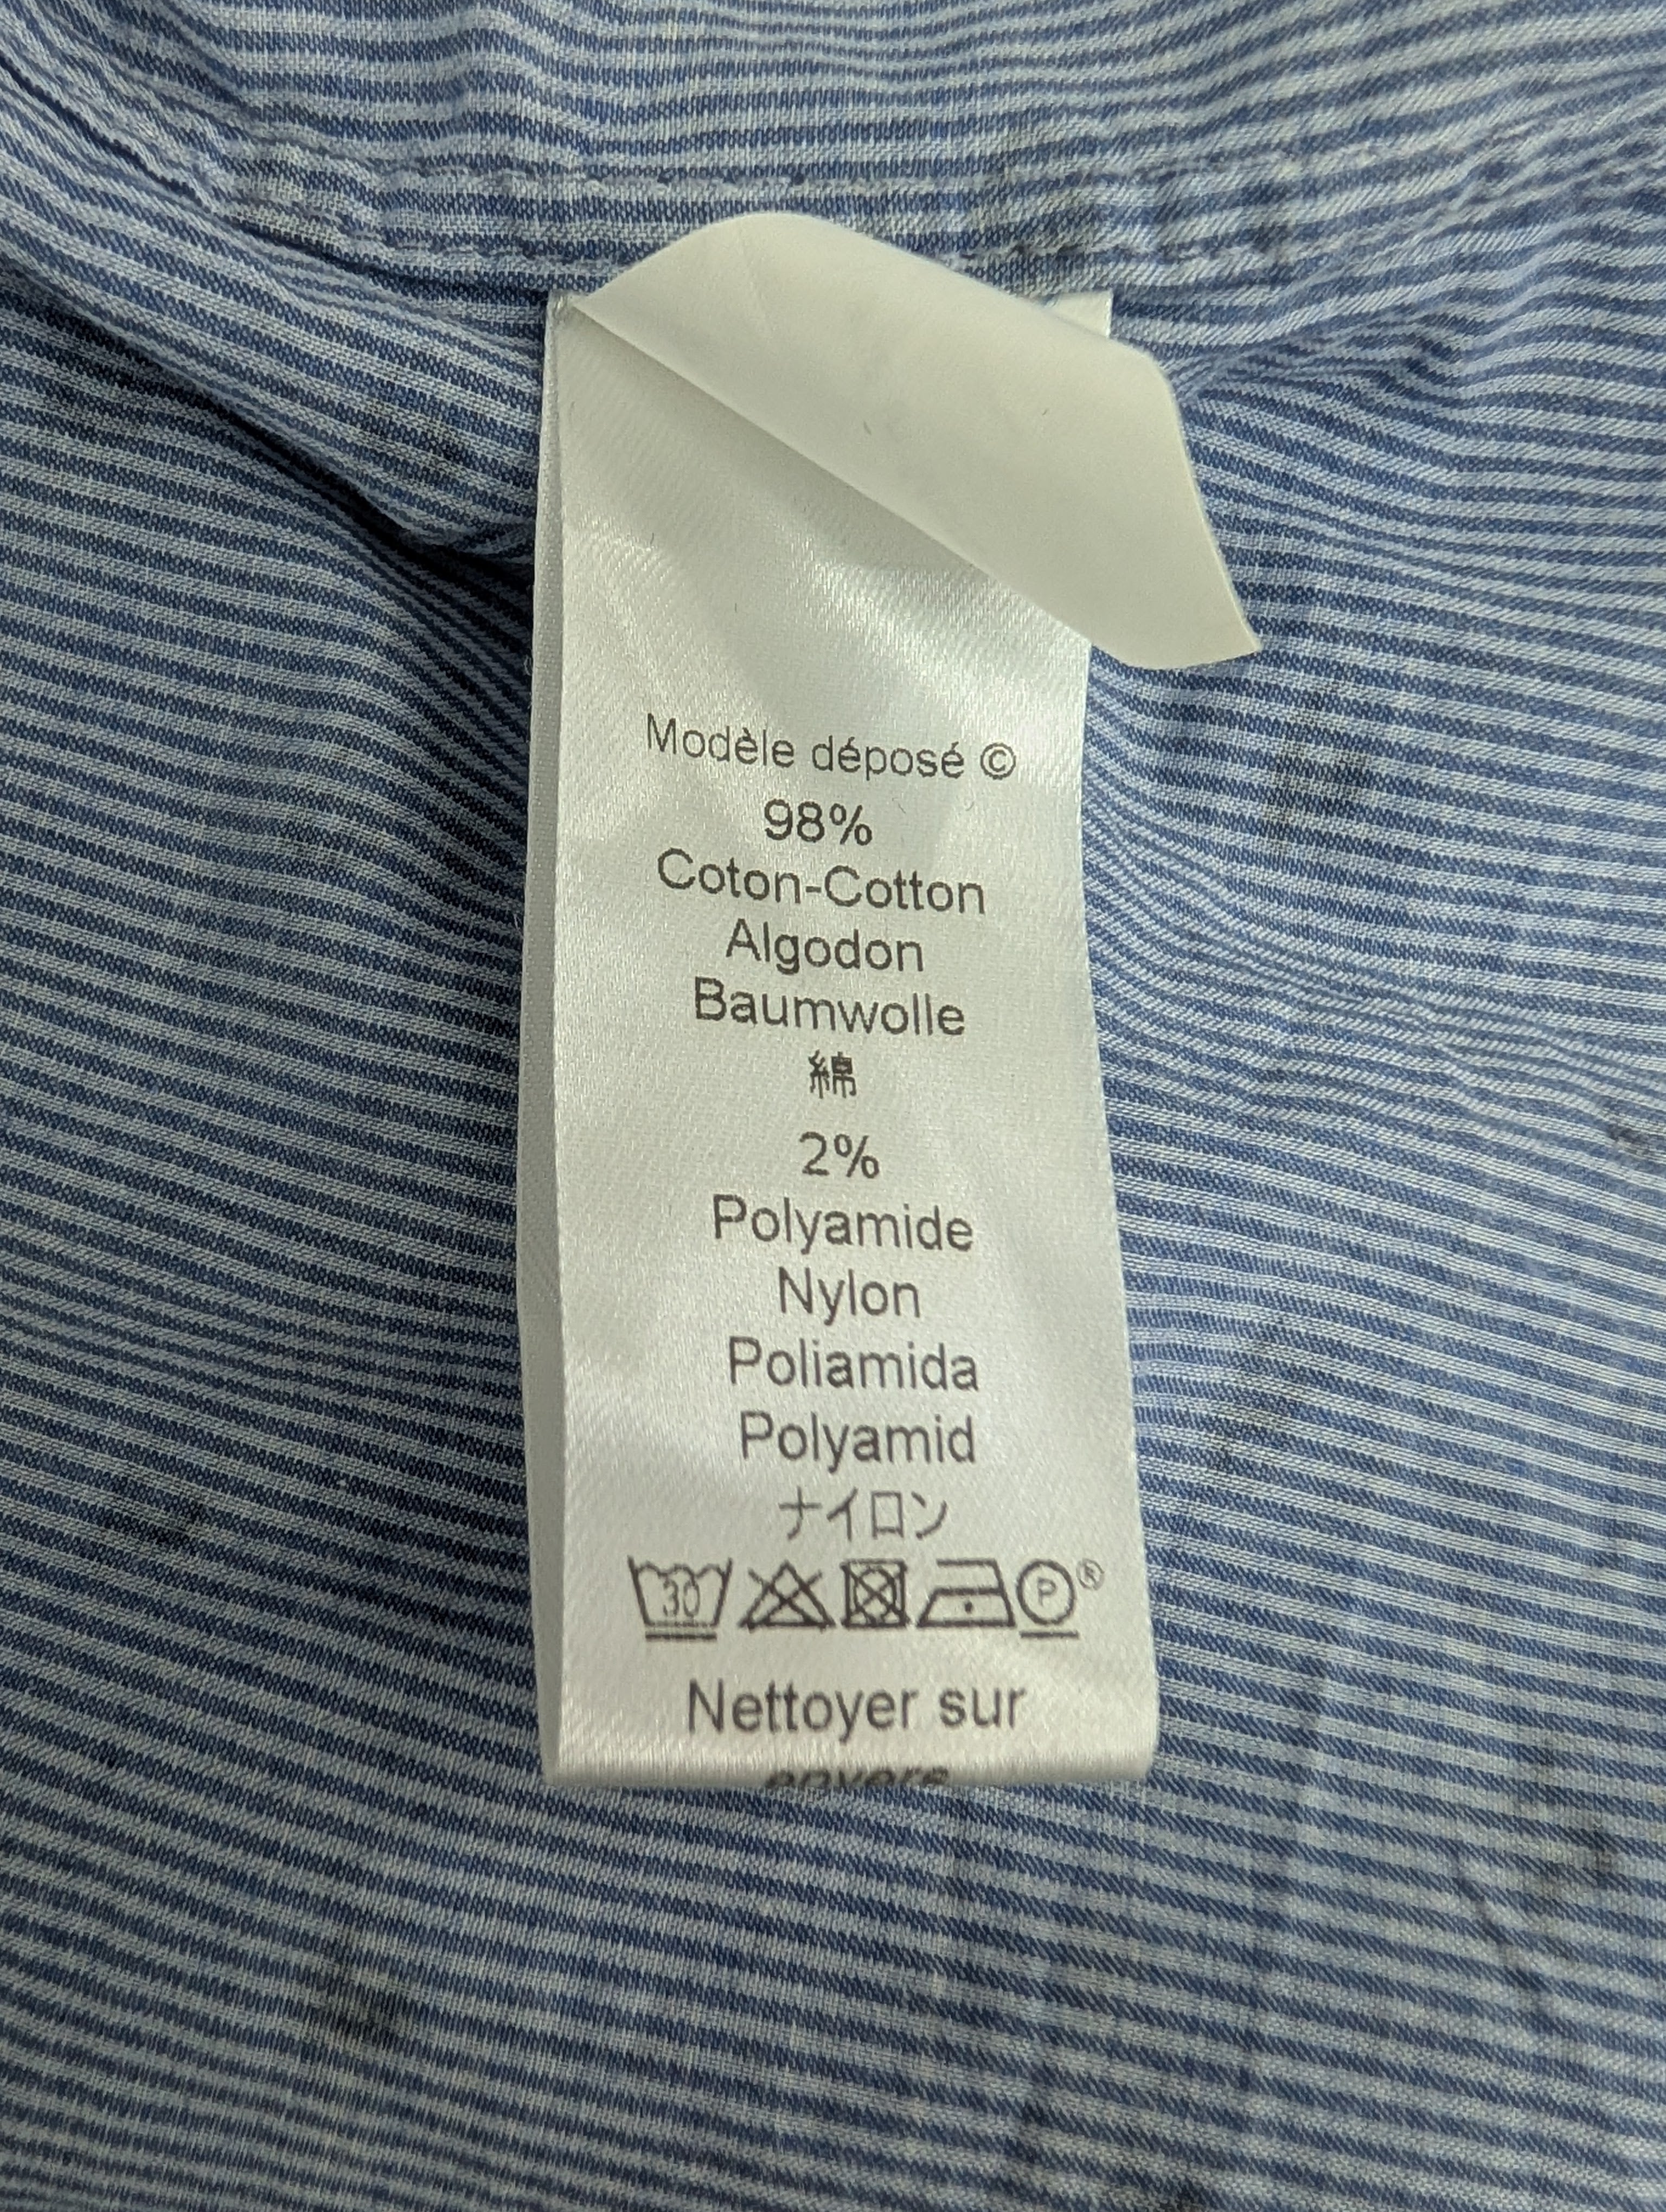 Modèle déposé ©
98%
Coton-Cotton
Algodon
Baumwolle
綿
2%
Polyamide
Nylon
Poliamida
Polyamid
ナイロン
30 P ®
Nettoyer sur